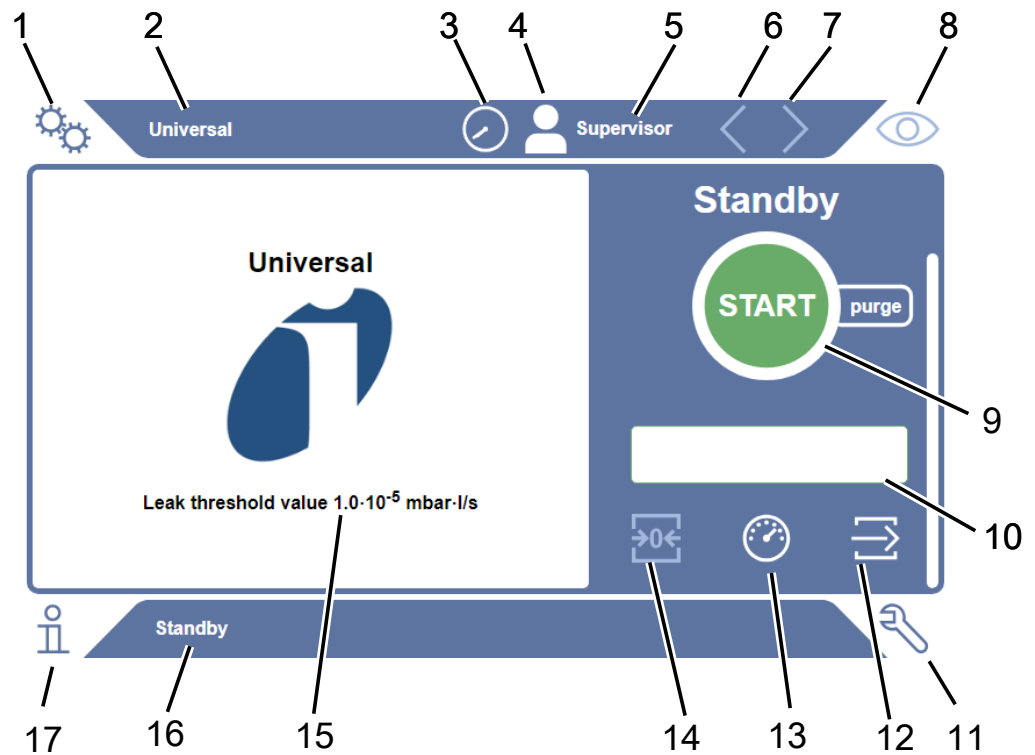 1 2 3 4 5 6 7 8
Universal
Supervisor
Standby
Universal
START
purge
9
Leak threshold value 1.0·10⁻⁵ mbar·l/s
10
→0←
Standby
17 16 15 14 13 12 11